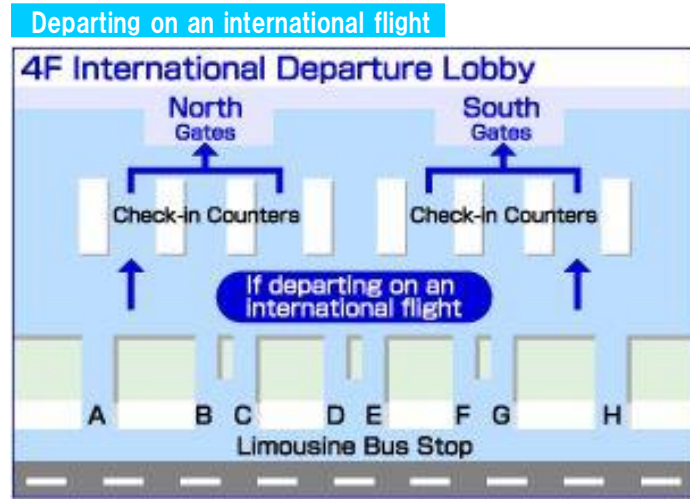 Departing on an international flight
4F International Departure Lobby
North
Gates
South
Gates
Check-in Counters
Check-in Counters
If departing on an
international flight
A B C D E F G H
Limousine Bus Stop